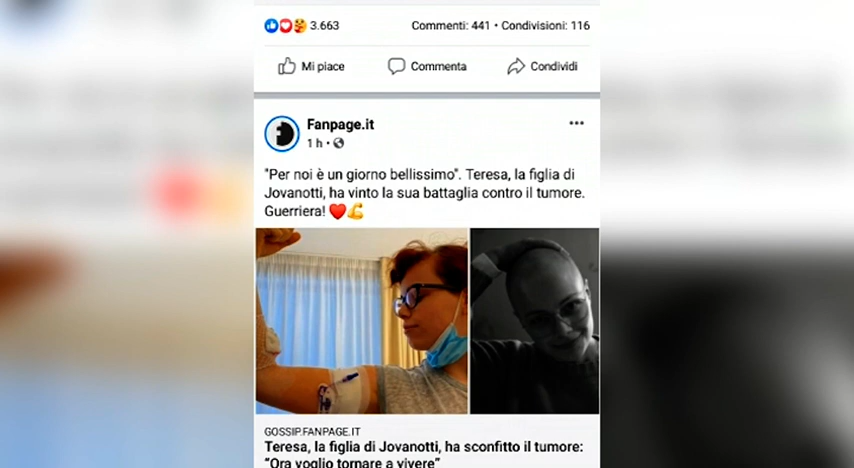 3.663 Commenti: 441 • Condivisioni: 116
Mi piace Commenta Condividi
Fanpage.it
1 h •
"Per noi è un giorno bellissimo". Teresa, la figlia di
Jovanotti, ha vinto la sua battaglia contro il tumore.
Guerriera! ❤️💪
GOSSIP.FANPAGE.IT
Teresa, la figlia di Jovanotti, ha sconfitto il tumore:
“Ora voglio tornare a vivere”